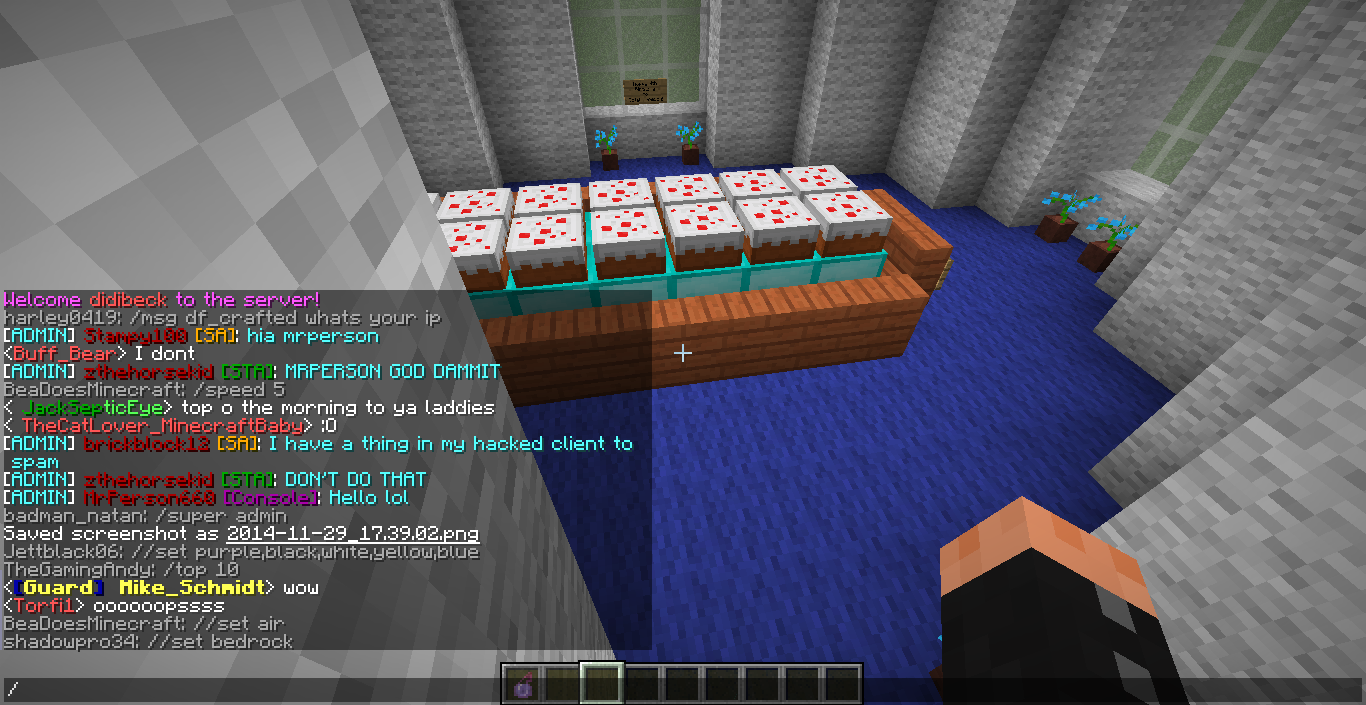 Welcome didibeck to the server!
harley0419: /msg df_crafted whats your ip
[ADMIN] Stampy100 [SA]: hia mrperson
<Buff_Bear> I dont
[ADMIN] zthehorsekid [STA]: MRPERSON GOD DAMMIT
BeaDoesMinecraft: /speed 5
< JackSepticEye> top o the morning to ya laddies
< TheCatLover_MinecraftBaby> :O
[ADMIN] brickblock12 [SA]: I have a thing in my hacked client to
spam
[ADMIN] zthehorsekid [STA]: DON'T DO THAT
[ADMIN] MrPerson660 [Console]: Hello lol
badman_natan: /super admin
Saved screenshot as 2014-11-29_17.39.02.png
Jettblack06: //set purple,black,white,yellow,blue
TheGamingAndy: /top 10
<[Guard] Mike_Schmidt> wow
<Torfi1> oooooopssss
BeaDoesMinecraft: //set air
shadowpro34: //set bedrock
/